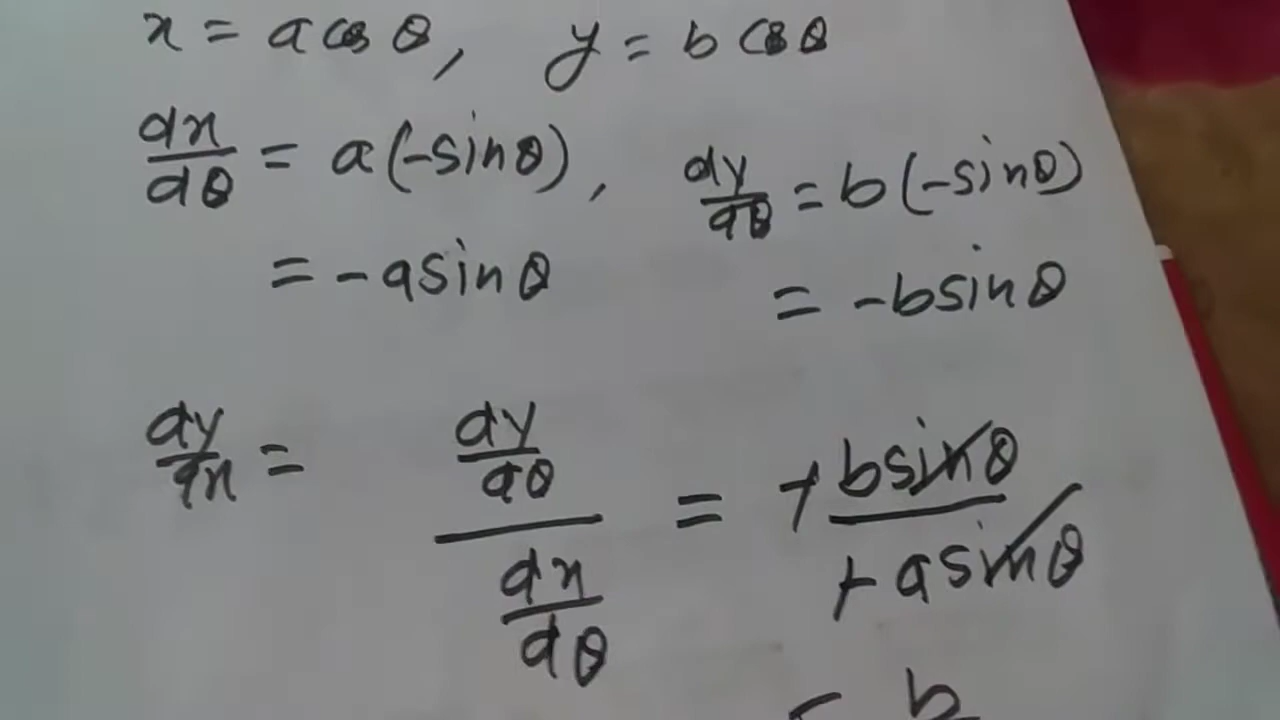 x = a cos θ, y = b cos θ
dx/dθ = a(-sinθ), dy/dθ = b(-sinθ)
= -a sinθ = -b sinθ
dy/dx = dy/dθ / dx/dθ = + b sinθ / + a sinθ
= b